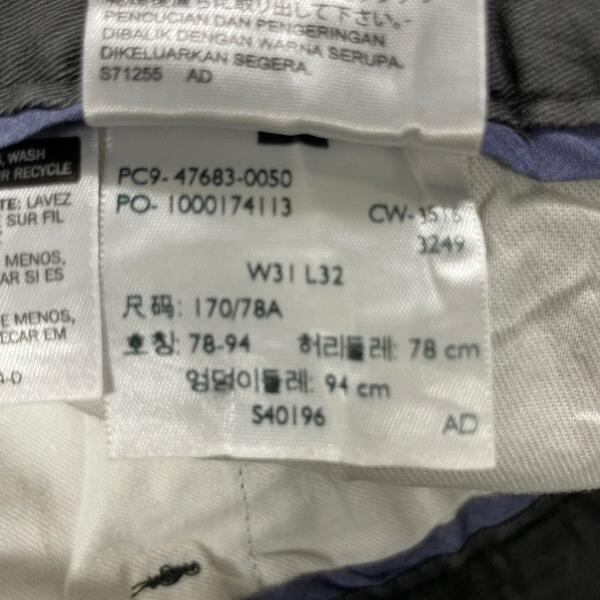 PENCUCIAN DAN PENGERINGAN
DIBALIK DENGAN WARNA SERUPA.
DIKELUARKAN SEGERA.
S71255 AD
, WASH
R RECYCLE
TE: LAVEZ
SUR FIL
MENOS,
AR SI ES
E MENOS,
ECAR EM
PC9-47683-0050
PO-1000174113
CW-3516
3249
W31 L32
尺码: 170/78A
호칭: 78-94 허리둘레: 78 cm
엉덩이둘레: 94 cm
S40196
AD